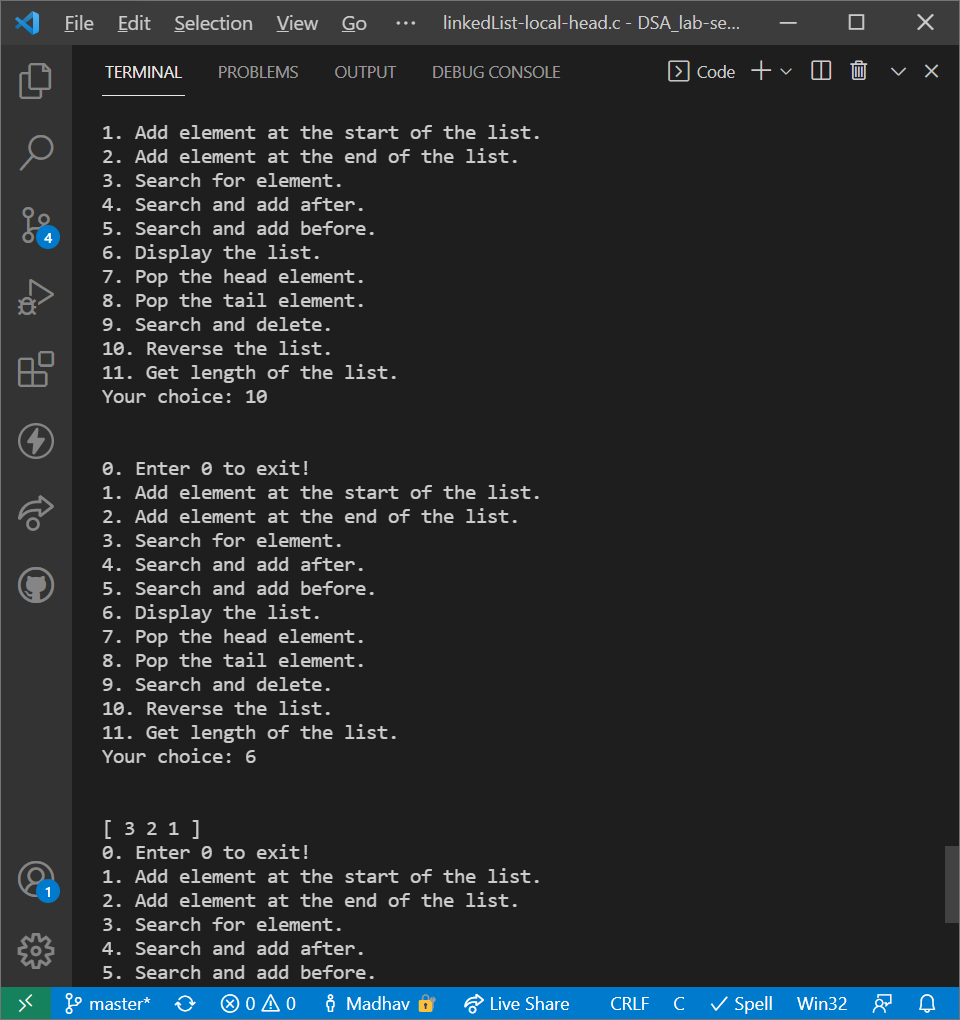 File Edit Selection View Go ··· linkedList-local-head.c - DSA_lab-se...
TERMINAL PROBLEMS OUTPUT DEBUG CONSOLE Code
1. Add element at the start of the list.
2. Add element at the end of the list.
3. Search for element.
4. Search and add after.
5. Search and add before.
6. Display the list.
7. Pop the head element.
8. Pop the tail element.
9. Search and delete.
10. Reverse the list.
11. Get length of the list.
Your choice: 10
0. Enter 0 to exit!
1. Add element at the start of the list.
2. Add element at the end of the list.
3. Search for element.
4. Search and add after.
5. Search and add before.
6. Display the list.
7. Pop the head element.
8. Pop the tail element.
9. Search and delete.
10. Reverse the list.
11. Get length of the list.
Your choice: 6
[ 3 2 1 ]
0. Enter 0 to exit!
1. Add element at the start of the list.
2. Add element at the end of the list.
3. Search for element.
4. Search and add after.
5. Search and add before.
4
1
master* 0 0 Madhav Live Share CRLF C Spell Win32